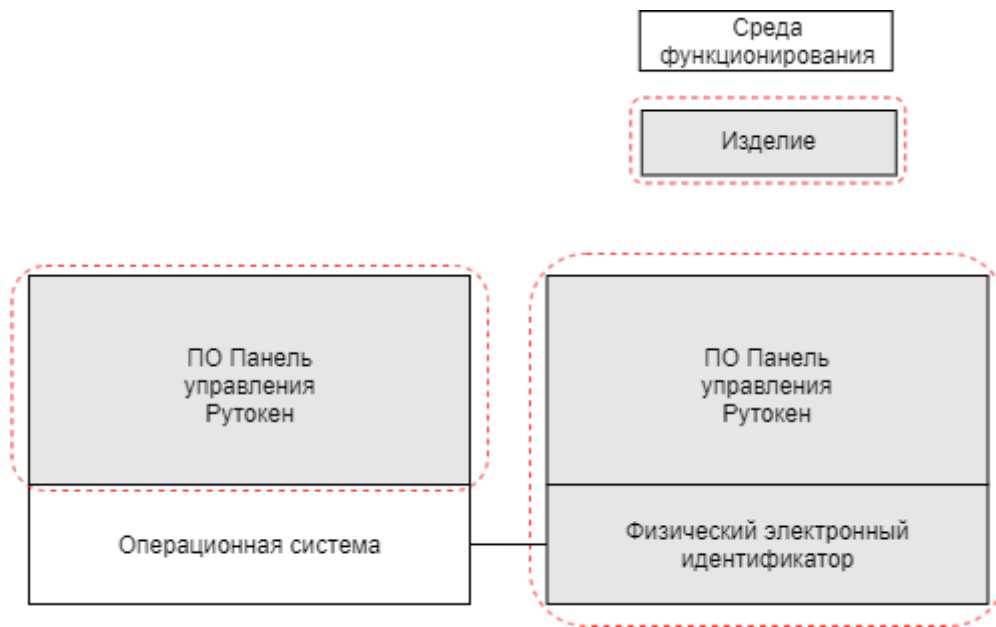 Среда
функционирования
Изделие
ПО Панель
управления
Рутокен
ПО Панель
управления
Рутокен
Операционная система
Физический электронный
идентификатор